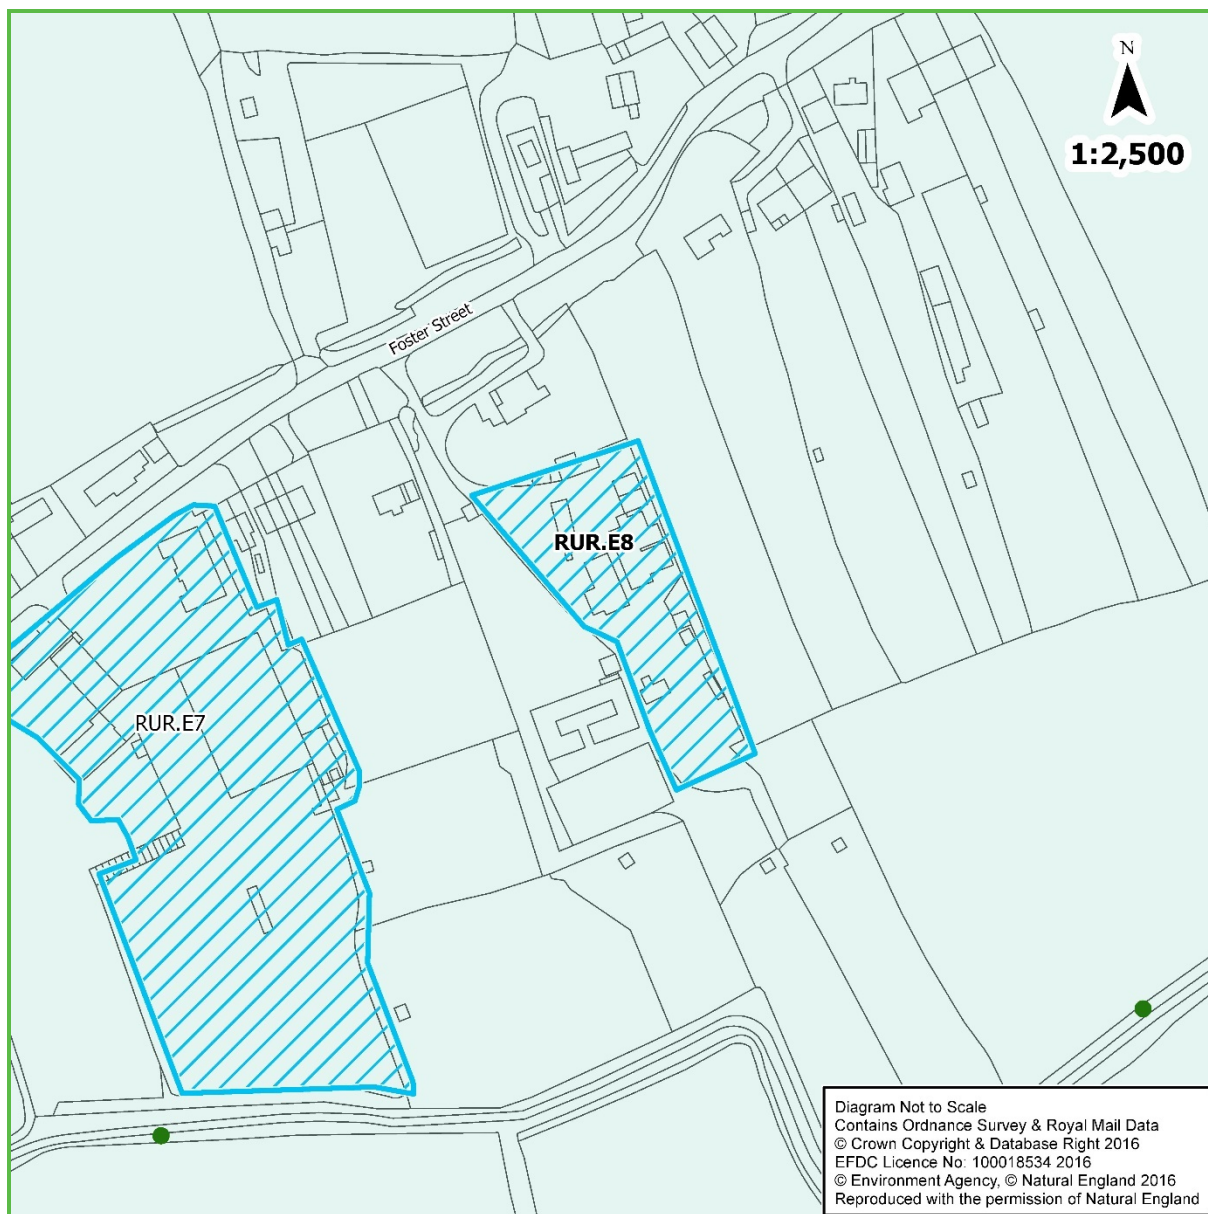 N
1:2,500
Foster Street
RUR.E8
RUR.E7
Diagram Not to Scale
Contains Ordnance Survey & Royal Mail Data
© Crown Copyright & Database Right 2016
EFDC Licence No: 100018534 2016
© Environment Agency, © Natural England 2016
Reproduced with the permission of Natural England